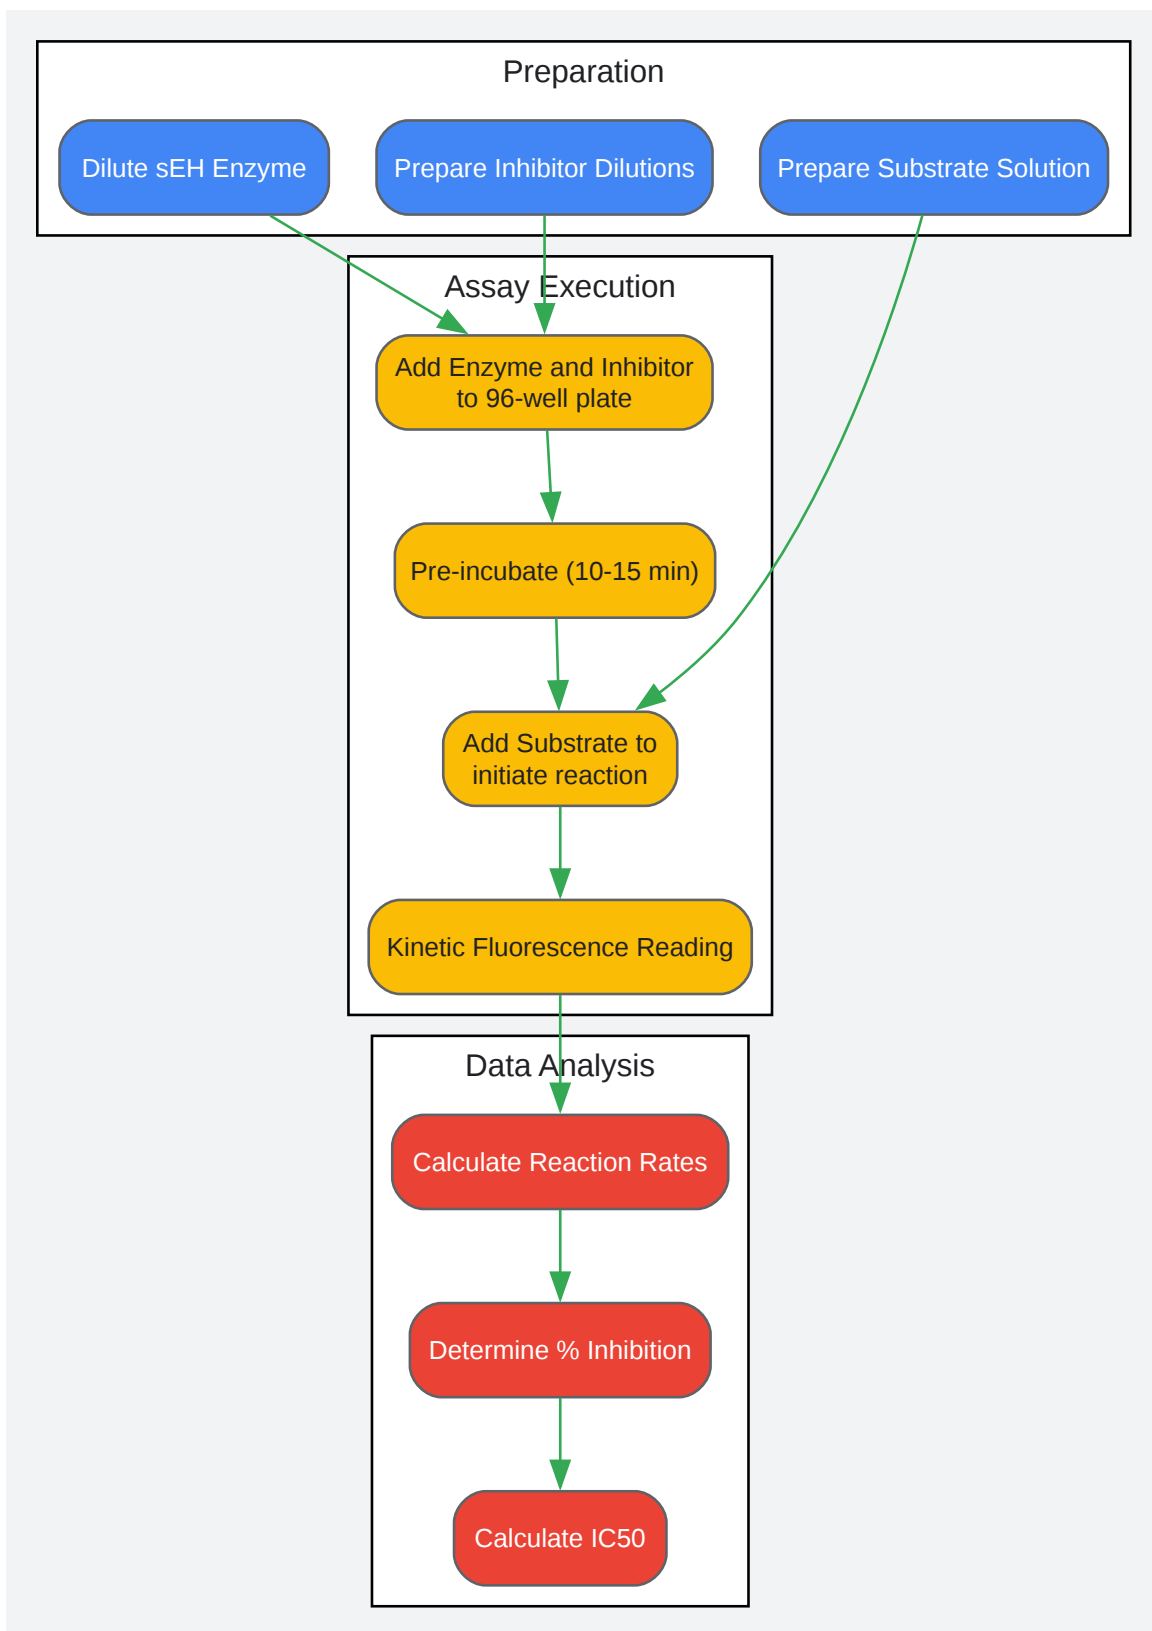 Preparation
Dilute sEH Enzyme
Prepare Inhibitor Dilutions
Prepare Substrate Solution
Assay Execution
Add Enzyme and Inhibitor
to 96-well plate
Pre-incubate (10-15 min)
Add Substrate to
initiate reaction
Kinetic Fluorescence Reading
Data Analysis
Calculate Reaction Rates
Determine % Inhibition
Calculate IC50